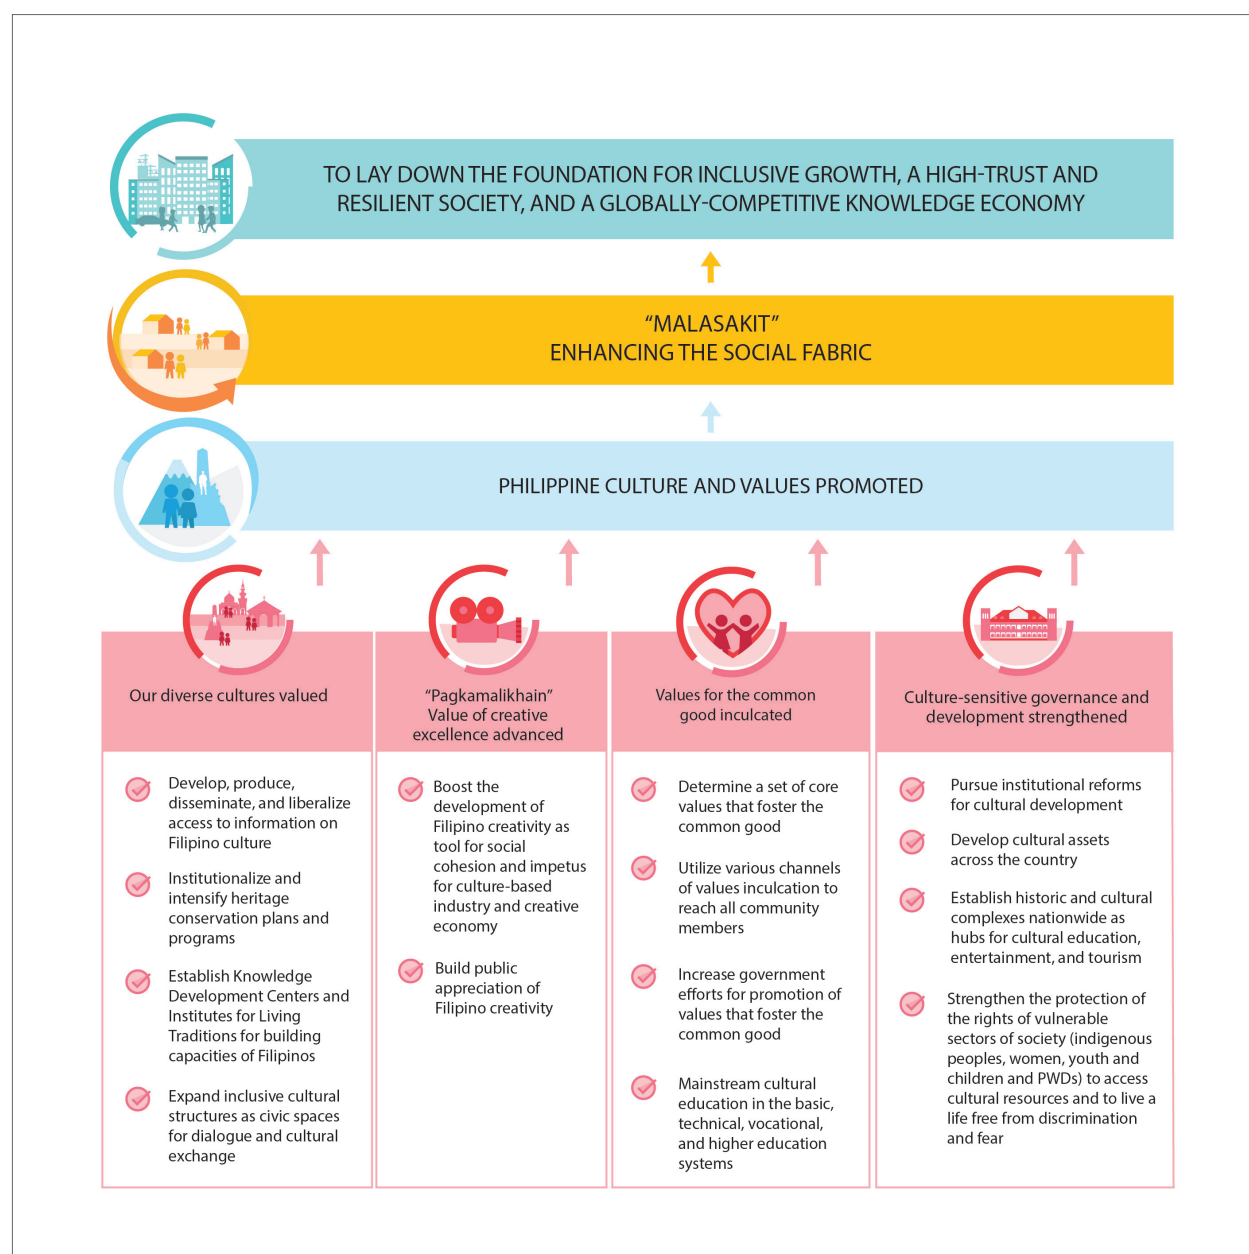 TO LAY DOWN THE FOUNDATION FOR INCLUSIVE GROWTH, A HIGH-TRUST AND
RESILIENT SOCIETY, AND A GLOBALLY-COMPETITIVE KNOWLEDGE ECONOMY
“MALASAKIT”
ENHANCING THE SOCIAL FABRIC
PHILIPPINE CULTURE AND VALUES PROMOTED
Our diverse cultures valued
Develop, produce,
disseminate, and liberalize
access to information on
Filipino culture
Institutionalize and
intensify heritage
conservation plans and
programs
Establish Knowledge
Development Centers and
Institutes for Living
Traditions for building
capacities of Filipinos
Expand inclusive cultural
structures as civic spaces
for dialogue and cultural
exchange
“Pagkamalikhain”
Value of creative
excellence advanced
Boost the
development of
Filipino creativity as
tool for social
cohesion and impetus
for culture-based
industry and creative
economy
Build public
appreciation of
Filipino creativity
Values for the common
good inculcated
Determine a set of core
values that foster the
common good
Utilize various channels
of values inculcation to
reach all community
members
Increase government
efforts for promotion of
values that foster the
common good
Mainstream cultural
education in the basic,
technical, vocational,
and higher education
systems
Culture-sensitive governance and
development strengthened
Pursue institutional reforms
for cultural development
Develop cultural assets
across the country
Establish historic and cultural
complexes nationwide as
hubs for cultural education,
entertainment, and tourism
Strengthen the protection of
the rights of vulnerable
sectors of society (indigenous
peoples, women, youth and
children and PWDs) to access
cultural resources and to live a
life free from discrimination
and fear